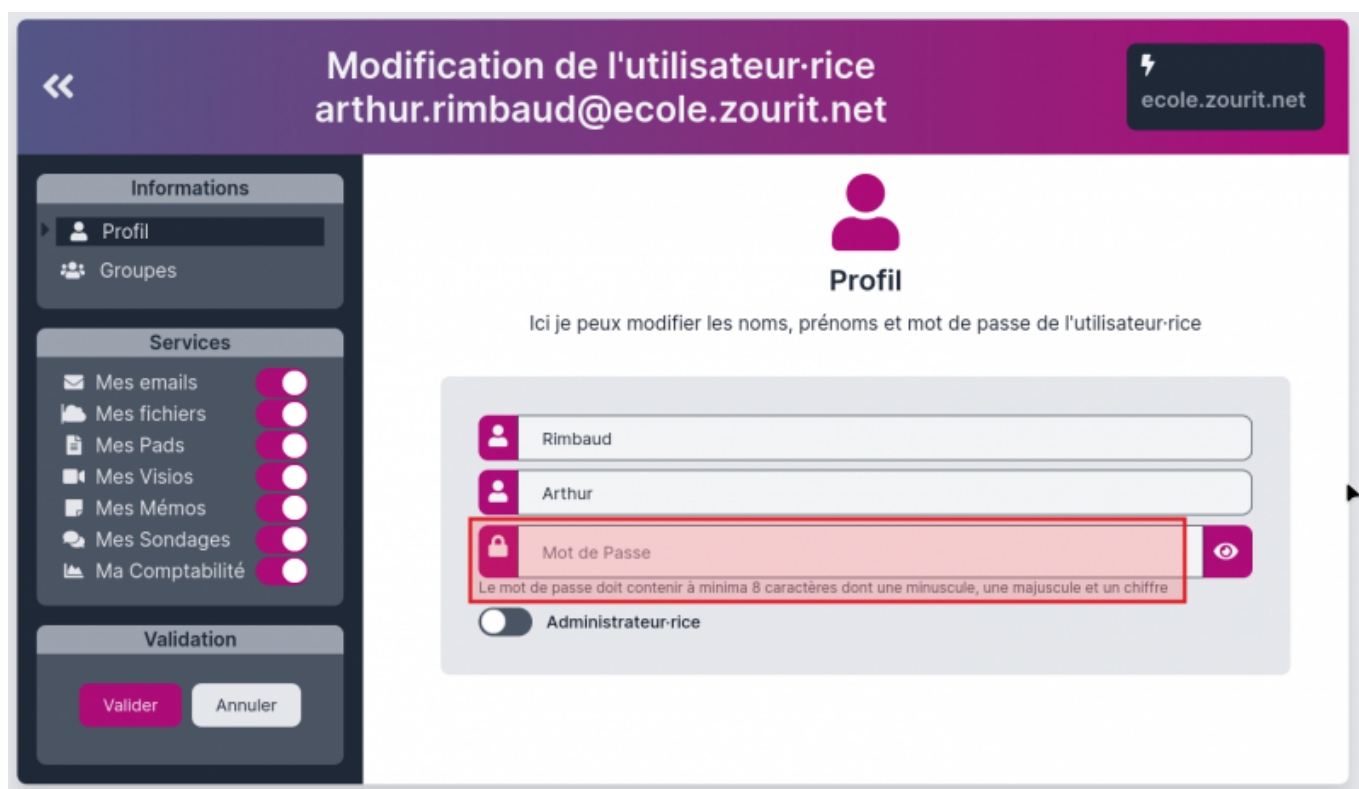 Modification de l'utilisateur·rice
arthur.rimbaud@ecole.zourit.net
ecole.zourit.net
Informations
Profil
Groupes
Services
Mes emails
Mes fichiers
Mes Pads
Mes Visios
Mes Mémos
Mes Sondages
Ma Comptabilité
Validation
Valider
Annuler
Profil
Ici je peux modifier les noms, prénoms et mot de passe de l'utilisateur·rice
Rimbaud
Arthur
Mot de Passe
Le mot de passe doit contenir à minima 8 caractères dont une minuscule, une majuscule et un chiffre
Administrateur·rice